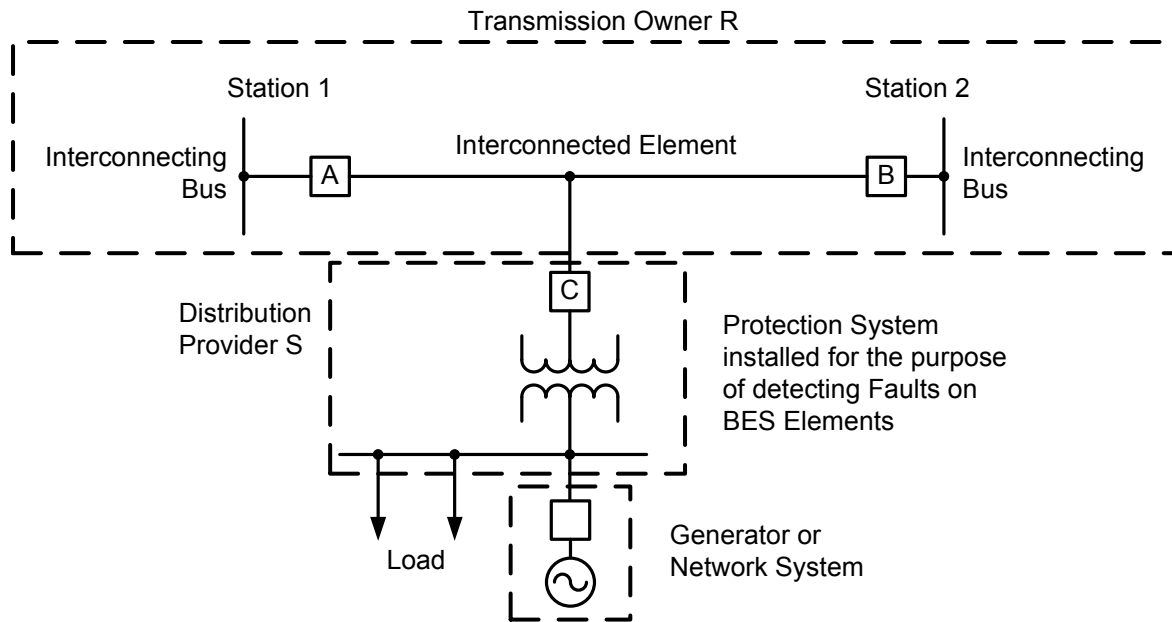 Transmission Owner R
Station 1
Station 2
Interconnecting
Bus
A
Interconnected Element
B
Interconnecting
Bus
Distribution
Provider S
C
Protection System
installed for the purpose
of detecting Faults on
BES Elements
Load
Generator or
Network System